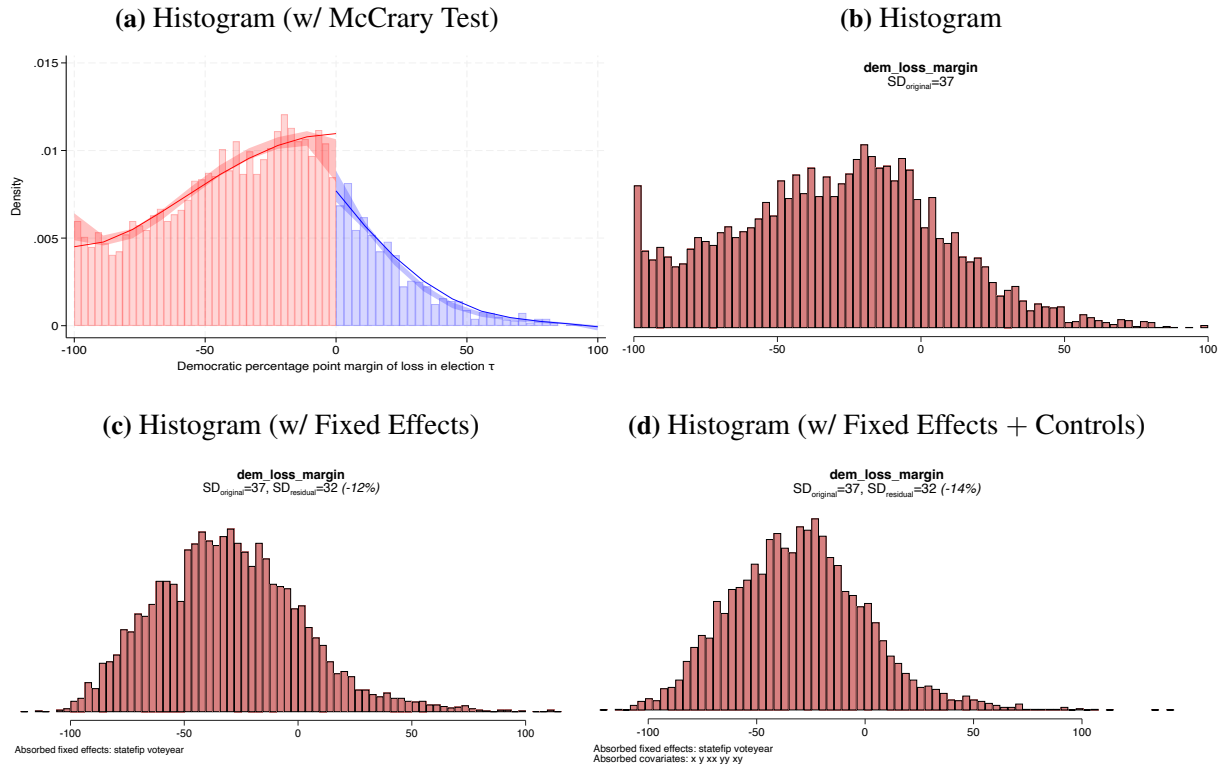 (a) Histogram (w/ McCrary Test)
.015
.01
.005
0
Density
-100 -50 0 50 100
Democratic percentage point margin of loss in election τ
(b) Histogram
dem_loss_margin
SDoriginal=37
-100 -50 0 50 100
(c) Histogram (w/ Fixed Effects)
dem_loss_margin
SDoriginal=37, SDresidual=32 (-12%)
-100 -50 0 50 100
Absorbed fixed effects: statefip voteyear
(d) Histogram (w/ Fixed Effects + Controls)
dem_loss_margin
SDoriginal=37, SDresidual=32 (-14%)
-100 -50 0 50 100
Absorbed fixed effects: statefip voteyear
Absorbed covariates: x y xx yy xy